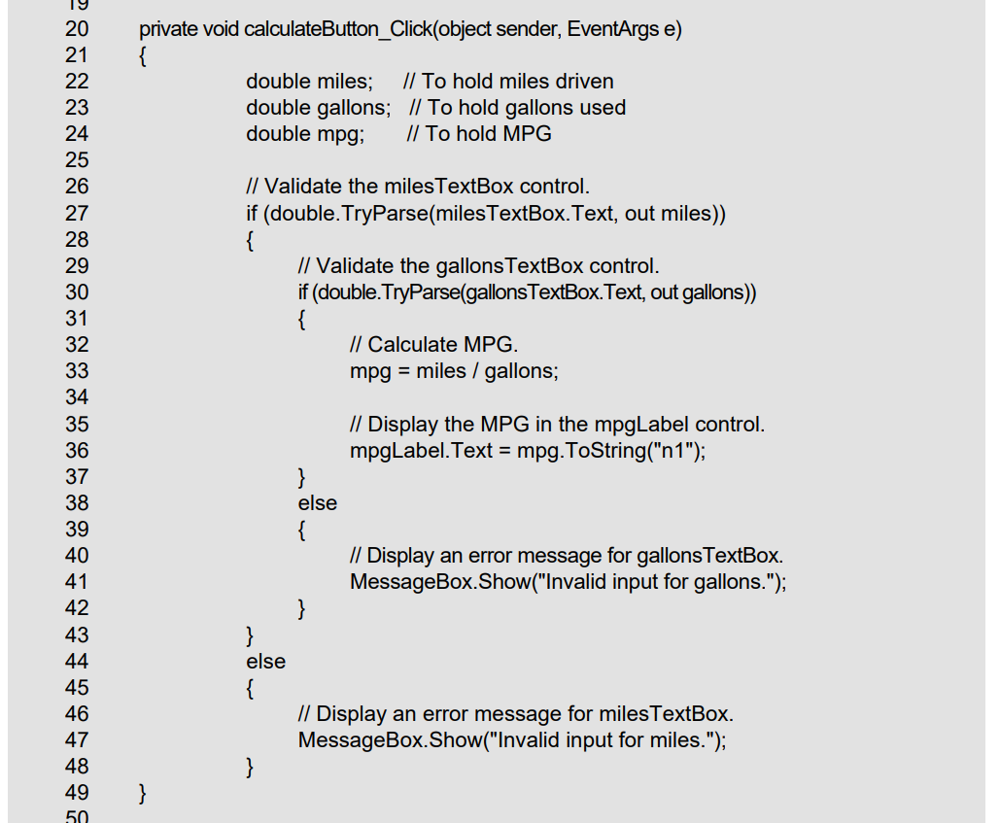 19
20 private void calculateButton_Click(object sender, EventArgs e)
21 {
22 double miles; // To hold miles driven
23 double gallons; // To hold gallons used
24 double mpg; // To hold MPG
25
26 // Validate the milesTextBox control.
27 if (double.TryParse(milesTextBox.Text, out miles))
28 {
29 // Validate the gallonsTextBox control.
30 if (double.TryParse(gallonsTextBox.Text, out gallons))
31 {
32 // Calculate MPG.
33 mpg = miles / gallons;
34
35 // Display the MPG in the mpgLabel control.
36 mpgLabel.Text = mpg.ToString("n1");
37 }
38 else
39 {
40 // Display an error message for gallonsTextBox.
41 MessageBox.Show("Invalid input for gallons.");
42 }
43 }
44 else
45 {
46 // Display an error message for milesTextBox.
47 MessageBox.Show("Invalid input for miles.");
48 }
49 }
50